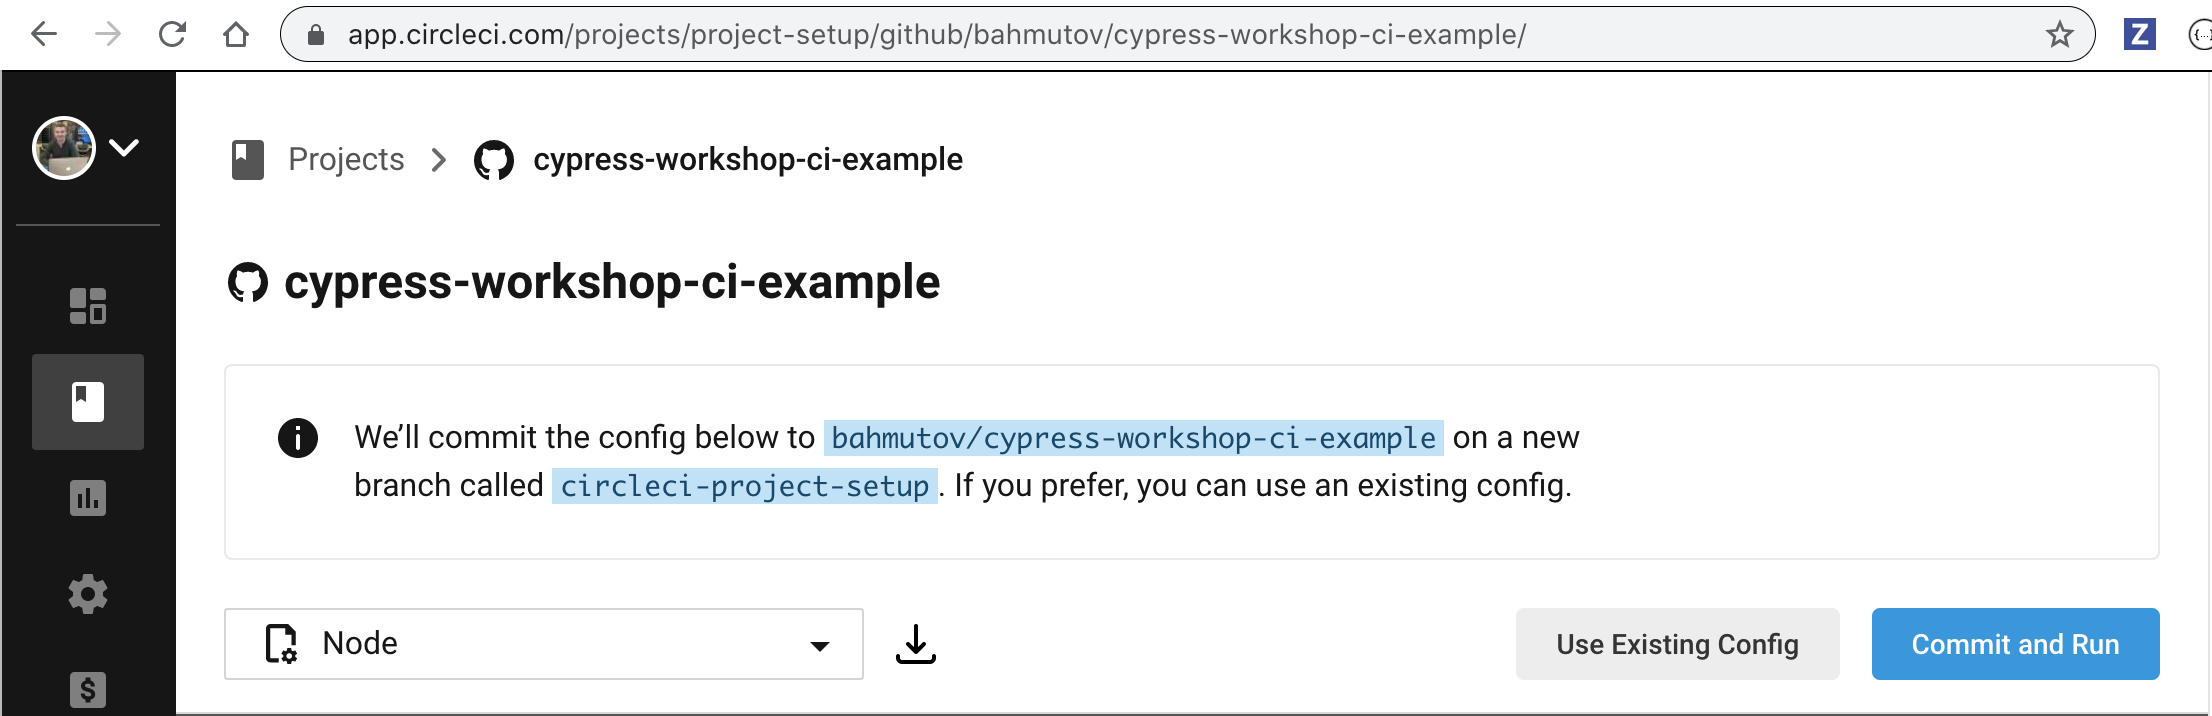 app.circleci.com/projects/project-setup/github/bahmutov/cypress-workshop-ci-example/
Z
{...}
Projects > cypress-workshop-ci-example
cypress-workshop-ci-example
We’ll commit the config below to bahmutov/cypress-workshop-ci-example on a new
branch called circleci-project-setup. If you prefer, you can use an existing config.
Node
Use Existing Config
Commit and Run
$